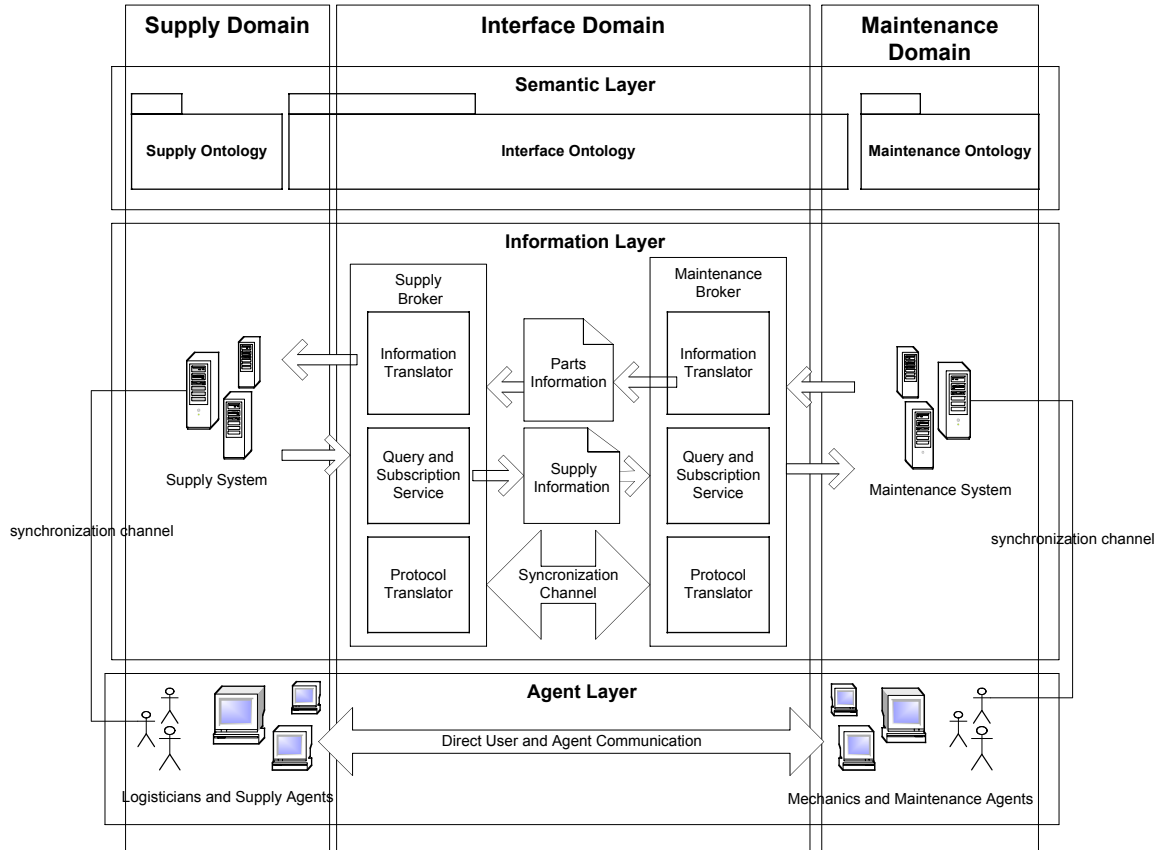 Supply Domain
Interface Domain
Maintenance
Domain
Semantic Layer
Supply Ontology
Interface Ontology
Maintenance Ontology
Information Layer
Supply
Broker
Maintenance
Broker
Information
Translator
Parts
Information
Information
Translator
Query and
Subscription
Service
Supply
Information
Query and
Subscription
Service
Supply System
Maintenance System
synchronization channel
synchronization channel
Protocol
Translator
Syncronization
Channel
Protocol
Translator
Agent Layer
Direct User and Agent Communication
Logisticians and Supply Agents
Mechanics and Maintenance Agents